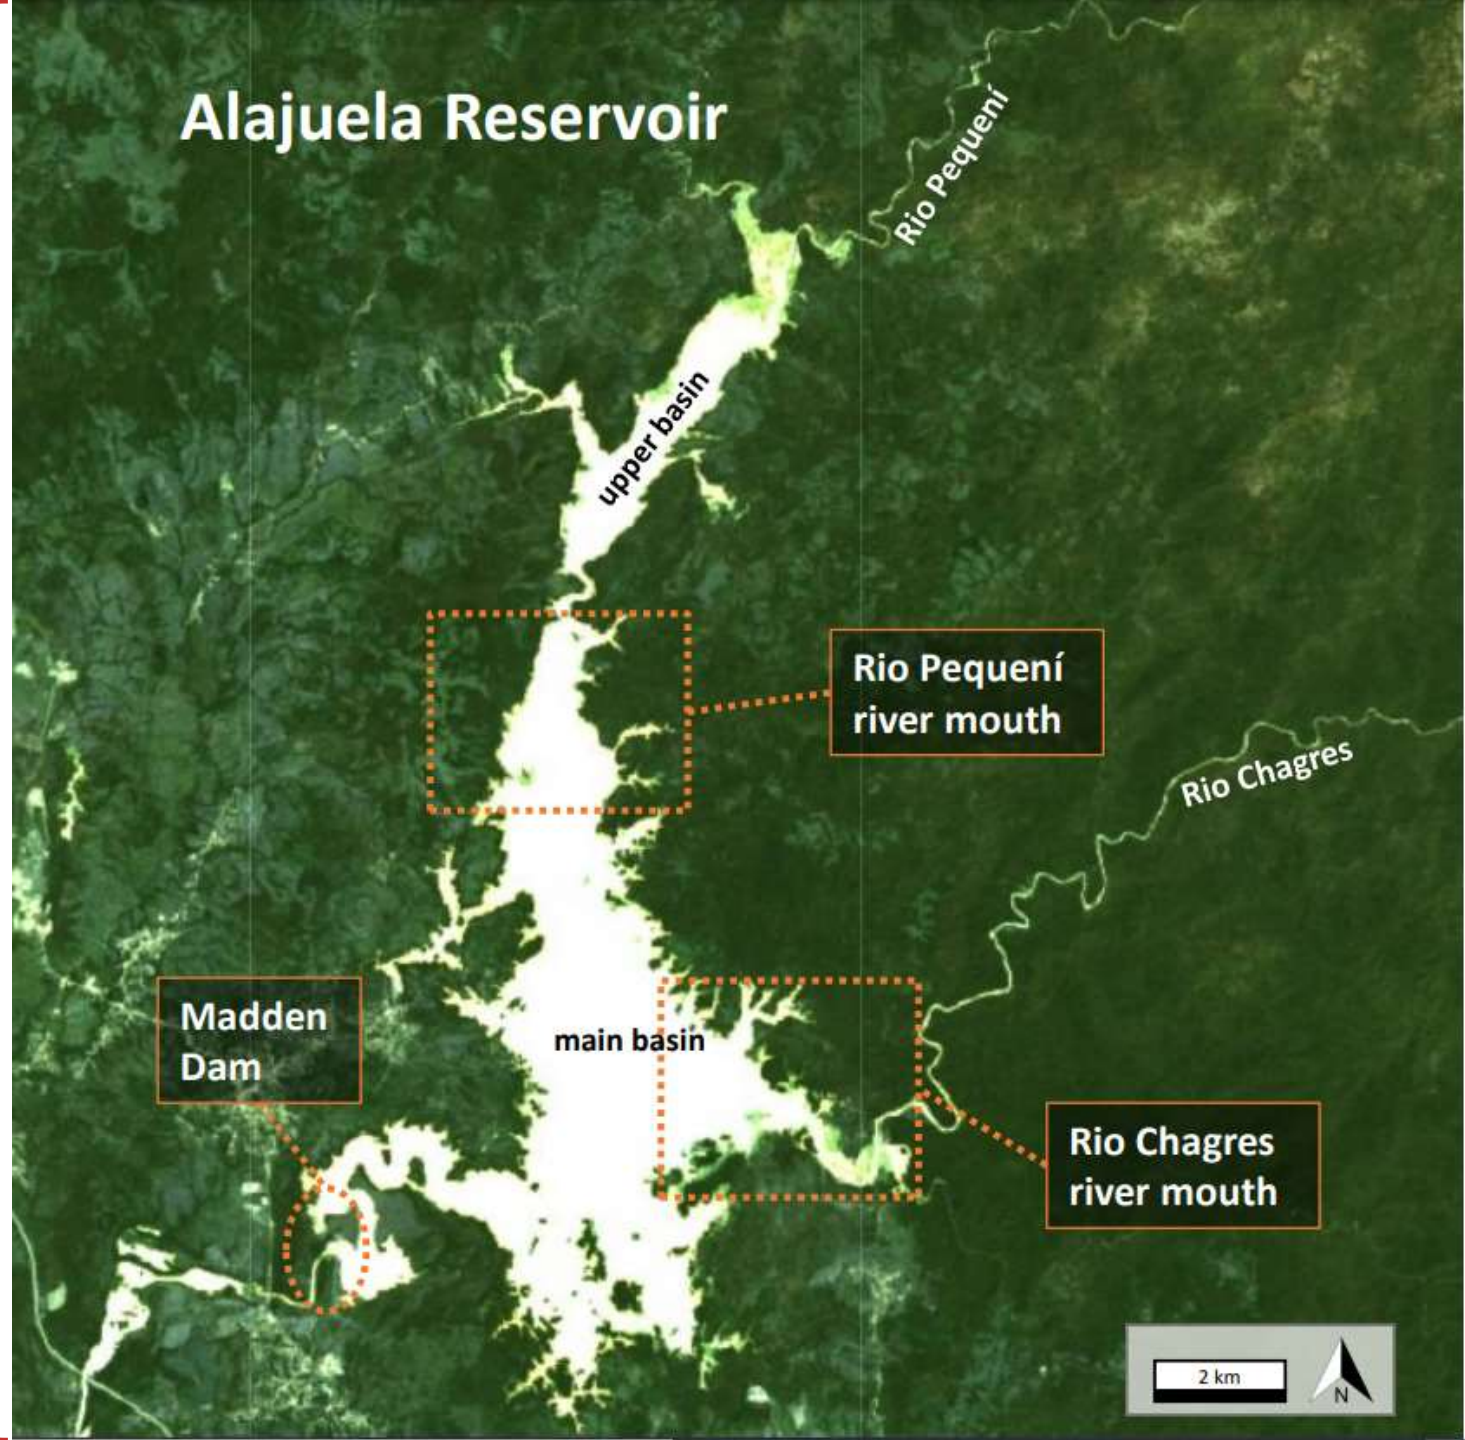 Alajuela Reservoir
Rio Pequení
upper basin
Rio Pequení
river mouth
Rio Chagres
Madden
Dam
main basin
Rio Chagres
river mouth
2 km
N